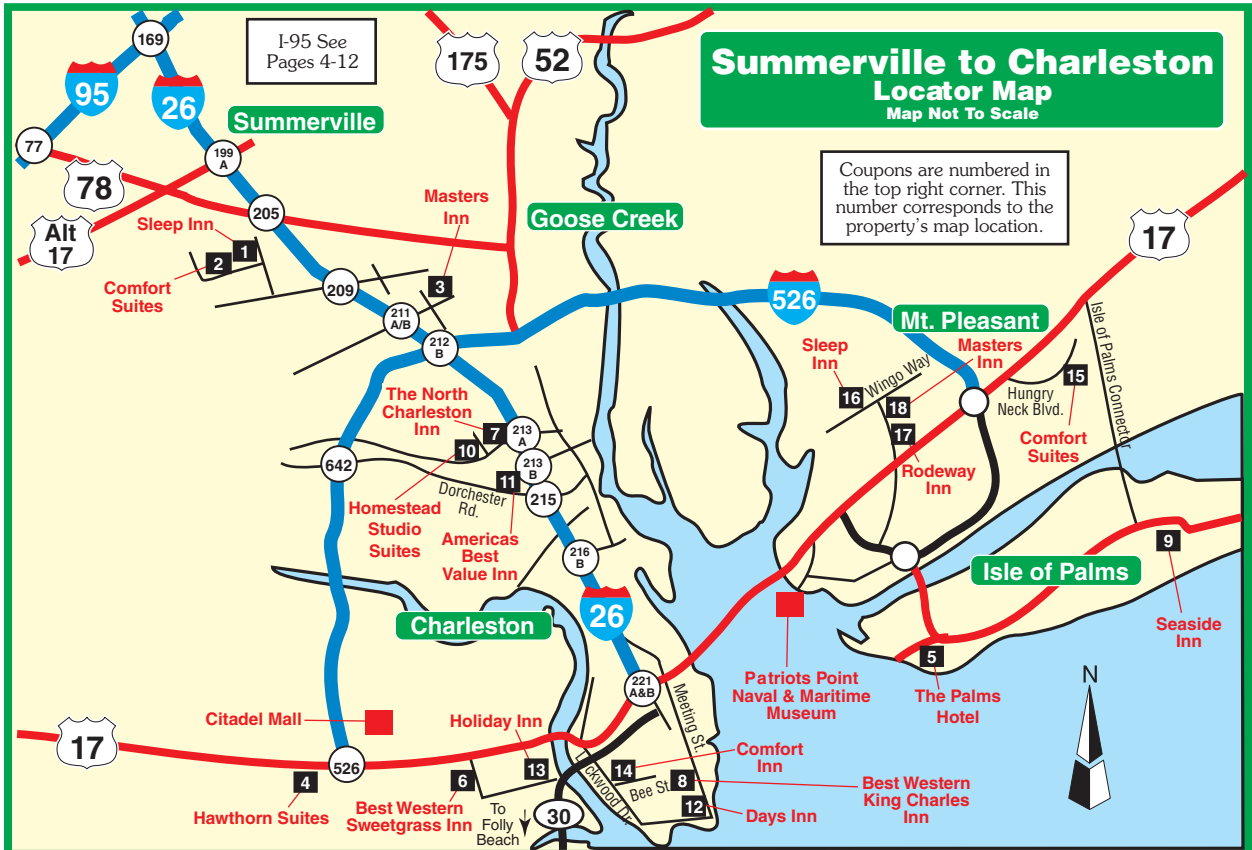 169
I-95 See
Pages 4-12
175
52
Summerville to Charleston
Locator Map
Map Not To Scale
95
26
Summerville
77
199
A
78
Alt
17
205
Sleep Inn
1
2
Comfort
Suites
Masters
Inn
3
Goose Creek
Coupons are numbered in
the top right corner. This
number corresponds to the
property's map location.
17
209
211
A/B
212
B
526
Mt. Pleasant
Isle of Palms Connector
Sleep
Inn
16
Wingo Way
Masters
Inn
18
17
Rodeway
Inn
Hungry
Neck Blvd.
15
Comfort
Suites
The North
Charleston
Inn
7
213
A
10
213
B
11
215
642
Dorchester
Rd.
Homestead
Studio
Suites
Americas
Best
Value Inn
216
B
26
Charleston
Isle of Palms
9
Seaside
Inn
5
The Palms
Hotel
Patriots Point
Naval & Maritime
Museum
N
221
A&B
Meeting St.
Citadel Mall
17
526
4
Hawthorn Suites
Holiday Inn
13
6
Best Western
Sweetgrass Inn
To
Folly
Beach
30
Lockwood Dr.
14
Bee St.
Comfort
Inn
8
Best Western
King Charles
Inn
12
Days Inn